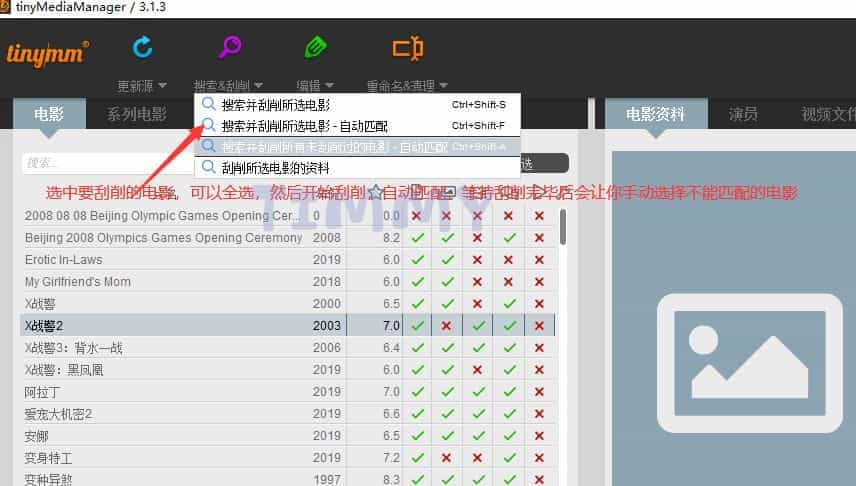 tinyMediaManager / 3.1.3
tinymm®
更新源
搜索&刮削
编辑
重命名&清理
搜索并刮削所选电影 Ctrl+Shift-S
搜索并刮削所选电影 - 自动匹配 Ctrl+Shift-F
搜索并刮削所有未刮削过的电影 - 自动匹配 Ctrl+Shift-A
刮削所选电影的资料
电影
系列电影
电影资料
演员
视频文件
搜索...
选
选中要刮削的电影，可以全选，然后开始刮削，自动匹配，等待刮削完毕后会让你手动选择不能匹配的电影
TIMMY
2008 08 08 Beijing Olympic Games Opening Cer... 0 0.0
Beijing 2008 Olympics Games Opening Ceremony 2008 8.2
Erotic In-Laws 2019 6.0
My Girlfriend's Mom 2018 6.0
X战警 2000 6.5
X战警2 2003 7.0
X战警3：背水一战 2006 6.4
X战警：黑凤凰 2019 6.0
阿拉丁 2019 7.0
爱宠大机密2 2019 6.6
安娜 2019 6.5
变身特工 2019 7.2
变种异煞 1997 8.3